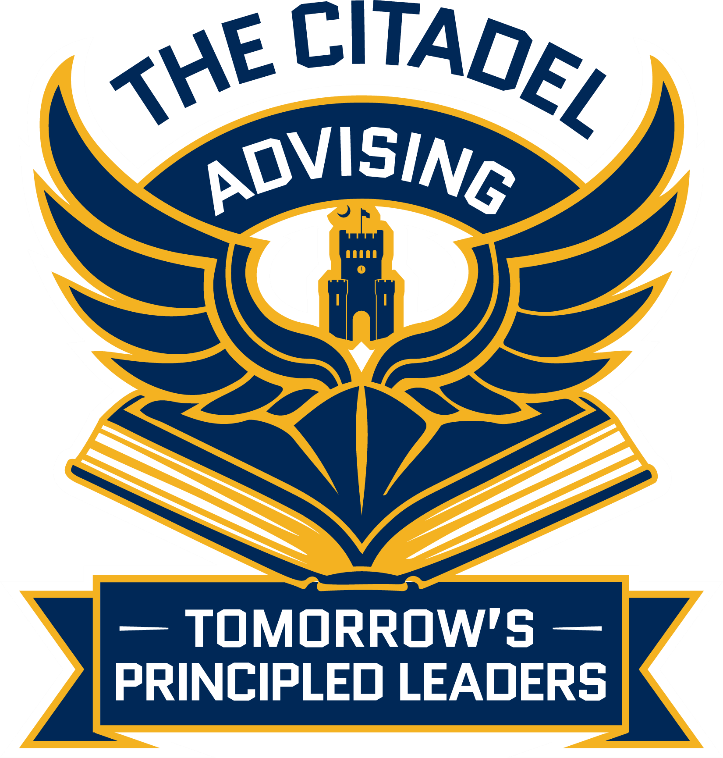 THE CITADEL
ADVISING
TOMORROW'S
PRINCIPLED LEADERS